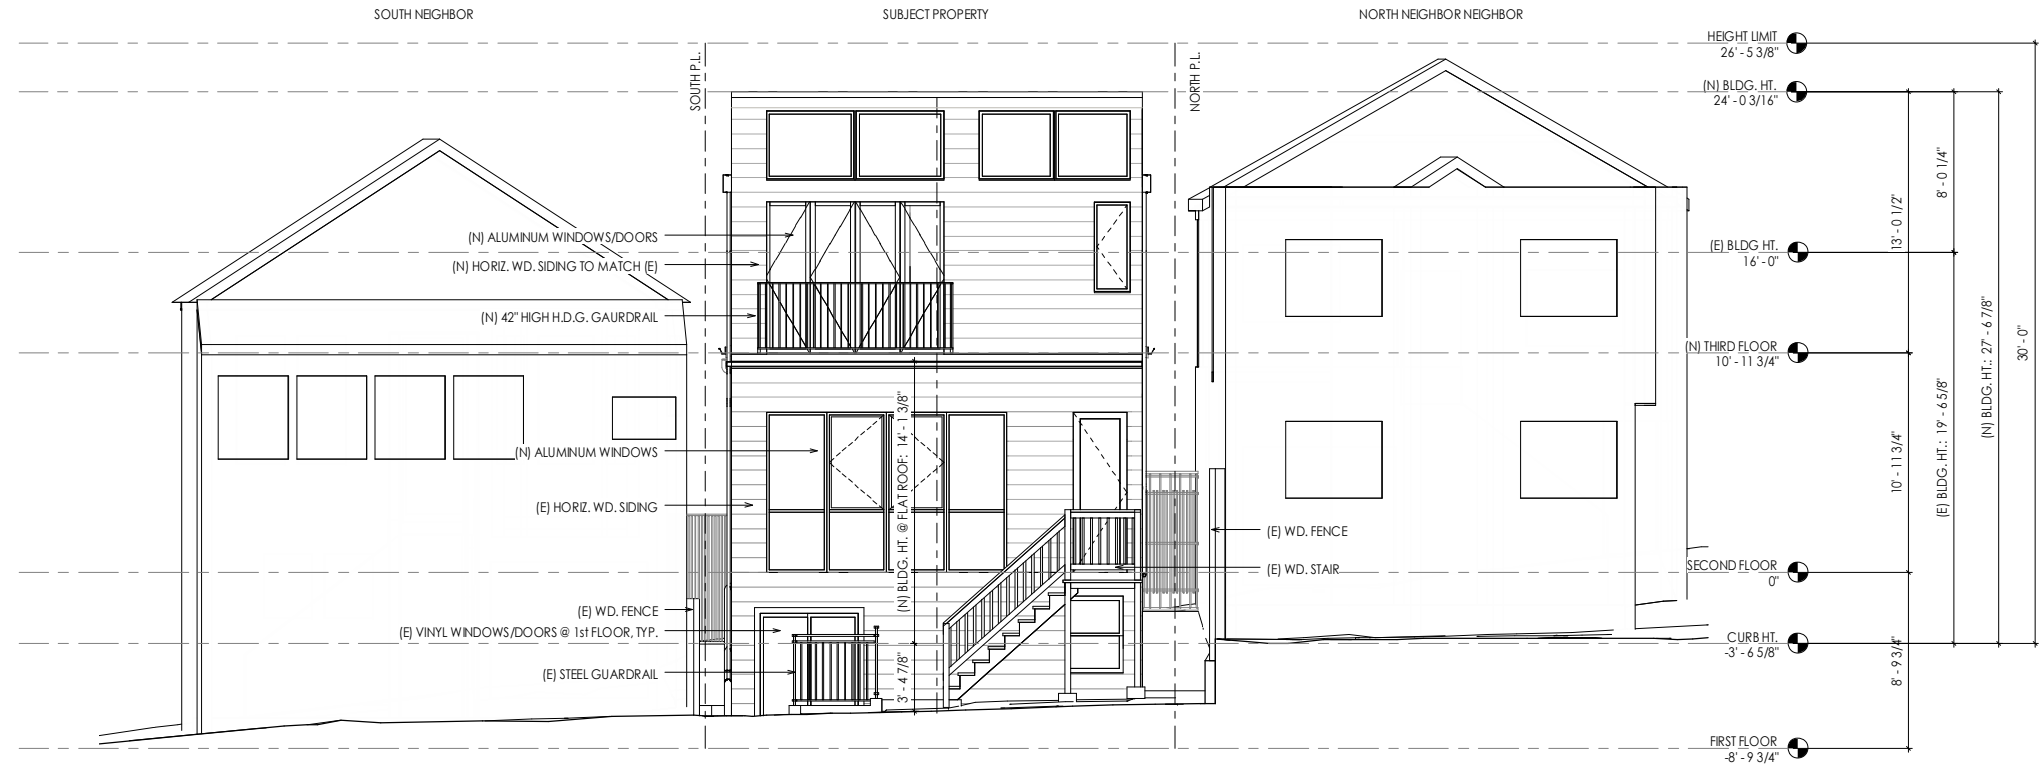 SOUTH NEIGHBOR
SUBJECT PROPERTY
NORTH NEIGHBOR NEIGHBOR
SOUTH P.L.
NORTH P.L.
HEIGHT LIMIT
26' - 5 3/8"
(N) BLDG. HT.
24' - 0 3/16"
(E) BLDG HT.
16' - 0"
(N) THIRD FLOOR
10' - 11 3/4"
SECOND FLOOR
0"
CURB HT.
-3' - 6 5/8"
FIRST FLOOR
-8' - 9 3/4"
(N) ALUMINUM WINDOWS/DOORS
(N) HORIZ. WD. SIDING TO MATCH (E)
(N) 42" HIGH H.D.G. GAURDRAIL
(N) ALUMINUM WINDOWS
(E) HORIZ. WD. SIDING
(E) WD. FENCE
(E) VINYL WINDOWS/DOORS @ 1st FLOOR, TYP.
(E) STEEL GUARDRAIL
(N) BLDG. HT. @ FLAT ROOF: 14' - 1 3/8"
3' - 4 7/8"
(E) WD. FENCE
(E) WD. STAIR
13' - 0 1/2"
10' - 11 3/4"
8' - 9 3/4"
8' - 0 1/4"
(E) BLDG. HT.: 19' - 6 5/8"
(N) BLDG. HT.: 27' - 6 7/8"
30' - 0"